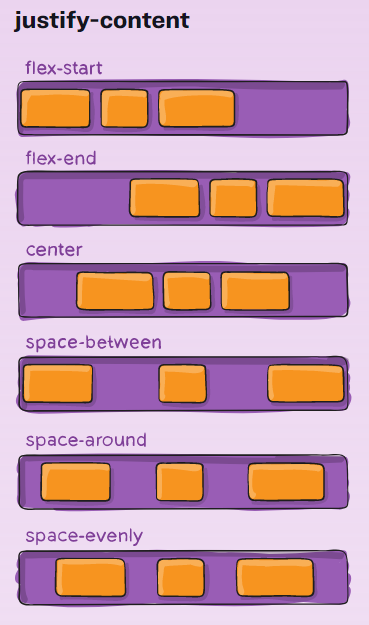 justify-content
flex-start
flex-end
center
space-between
space-around
space-evenly